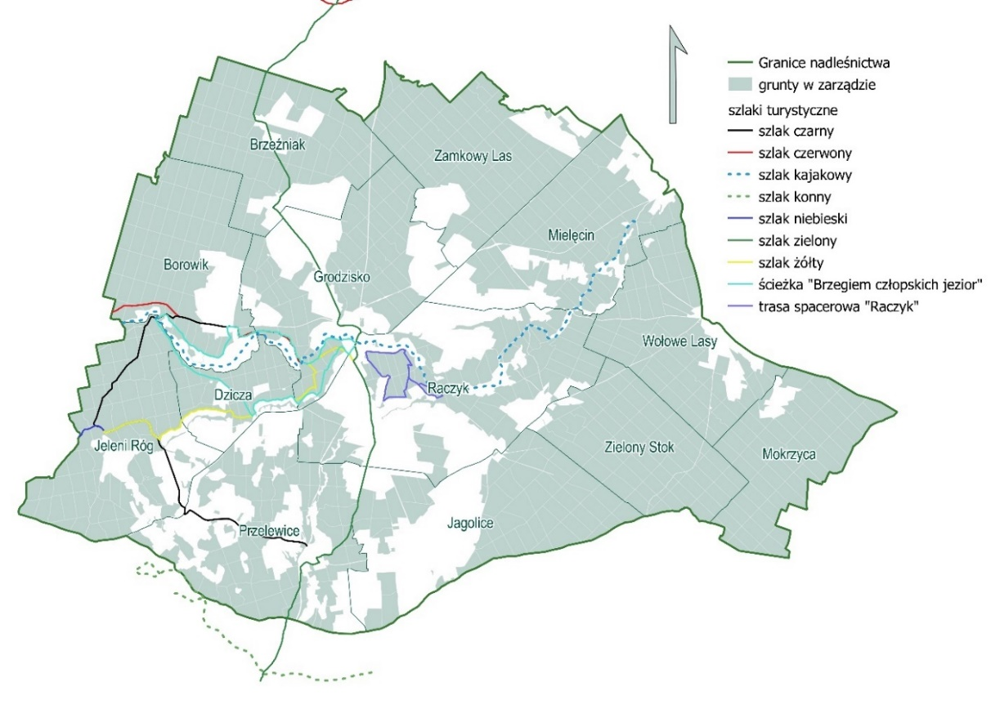 Granice nadleśnictwa
grunty w zarządzie
szlaki turystyczne
szlak czarny
szlak czerwony
szlak kajakowy
szlak konny
szlak niebieski
szlak zielony
szlak żółty
ścieżka "Brzegiem człopskich jezior"
trasa spacerowa "Raczyk"
Brzeźniak
Zamkowy Las
Mielęcin
Borowik
Grodzisko
Wołowe Lasy
Dzicza
Raczyk
Jeleni Róg
Zielony Stok
Mokrzyca
Przelewice
Jagolice